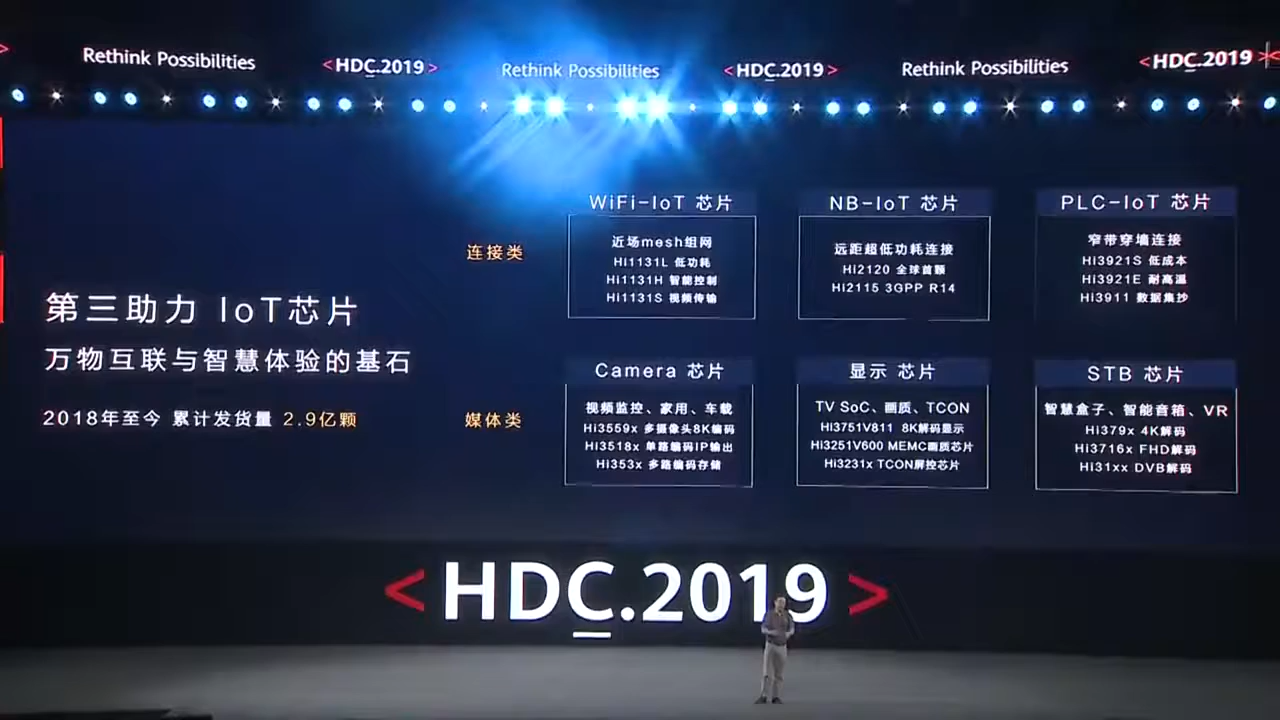 Rethink Possibilities
<HDC.2019>
Rethink Possibilities
<HDC.2019>
Rethink Possibilities
<HDC.2019>
第三助力 IoT芯片
万物互联与智慧体验的基石
2018年至今 累计发货量 2.9亿颗
连接类
WiFi-IoT 芯片
近场mesh组网
Hi1131L 低功耗
Hi1131H 智能控制
Hi1131S 视频传输
NB-IoT 芯片
远距超低功耗连接
Hi2120 全球首颗
Hi2115 3GPP R14
PLC-IoT 芯片
窄带穿墙连接
Hi3921S 低成本
Hi3921E 耐高温
Hi3911 数据集抄
媒体类
Camera 芯片
视频监控、家用、车载
Hi3559x 多摄像头8K编码
Hi3518x 单路编码IP输出
Hi353x 多路编码存储
显示 芯片
TV SoC、画质、TCON
Hi3751V811 8K解码显示
Hi3251V600 MEMC画质芯片
Hi3231x TCON屏控芯片
STB 芯片
智慧盒子、智能音箱、VR
Hi379x 4K解码
Hi3716x FHD解码
Hi31xx DVB解码
<HDC.2019>